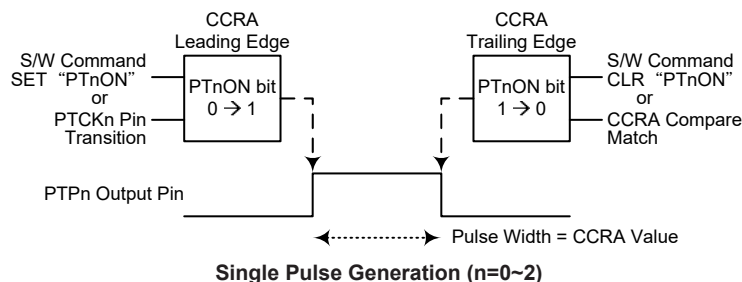 CCRA
Leading Edge
S/W Command
SET “PTnON”
or
PTCKn Pin
Transition
PTnON bit
0 → 1
CCRA
Trailing Edge
PTnON bit
1 → 0
S/W Command
CLR “PTnON”
or
CCRA Compare
Match
PTPn Output Pin
Pulse Width = CCRA Value
Single Pulse Generation (n=0~2)